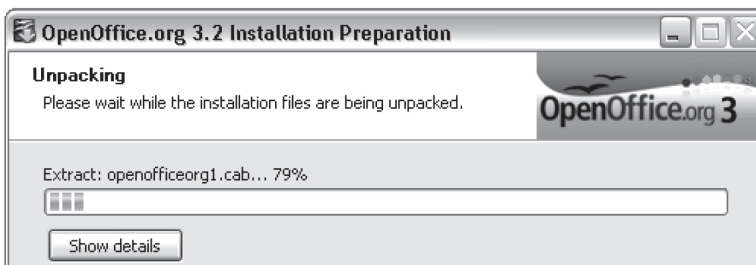 OpenOffice.org 3.2 Installation Preparation
Unpacking
Please wait while the installation files are being unpacked.
OpenOffice.org 3
Extract: openofficeorg1.cab... 79%
Show details